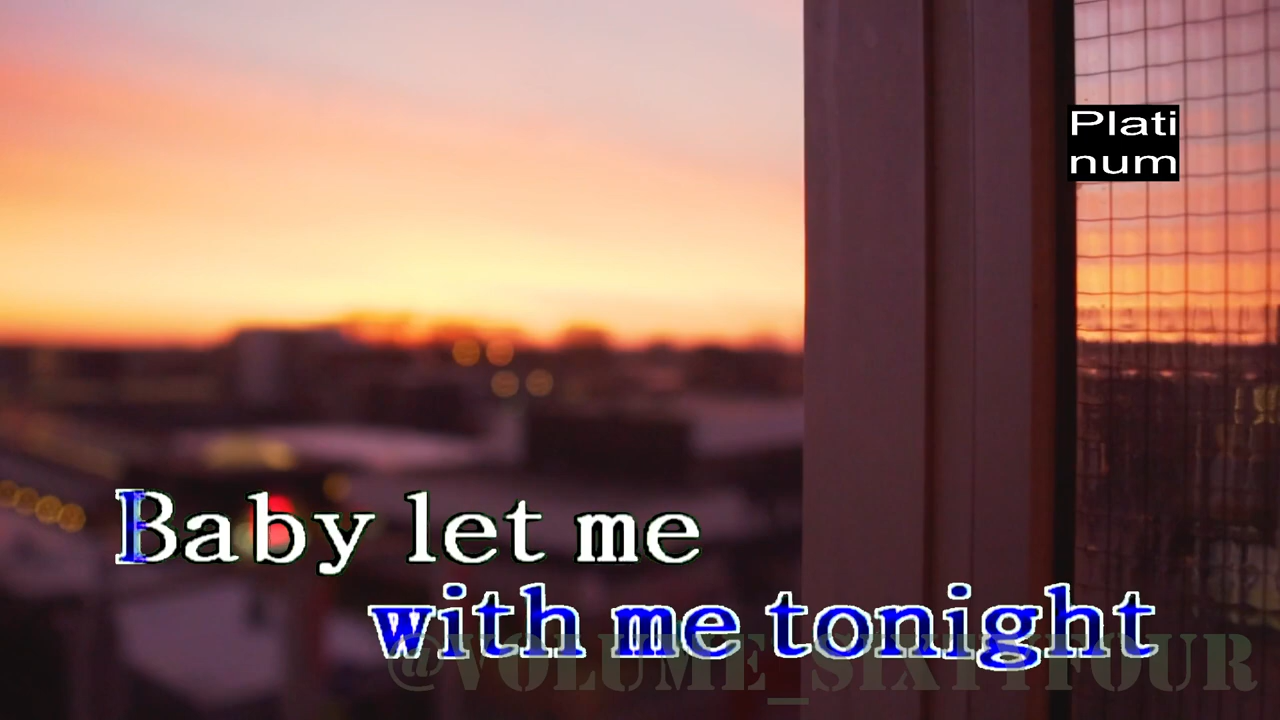 Plati
num
Baby let me
with me tonight
@VOLUME_SIXTYFOUR